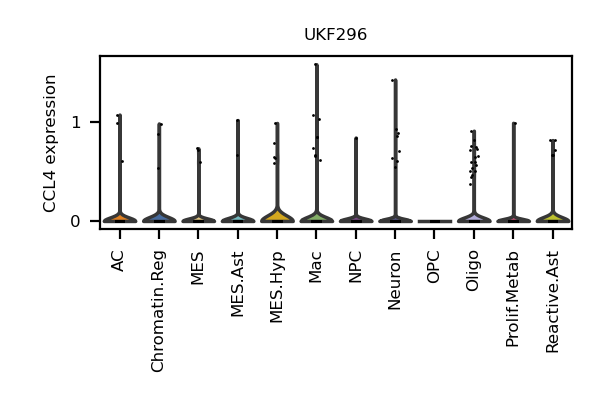 UKF296
CCL4 expression
1
0
AC
Chromatin.Reg
MES
MES.Ast
MES.Hyp
Mac
NPC
Neuron
OPC
Oligo
Prolif.Metab
Reactive.Ast